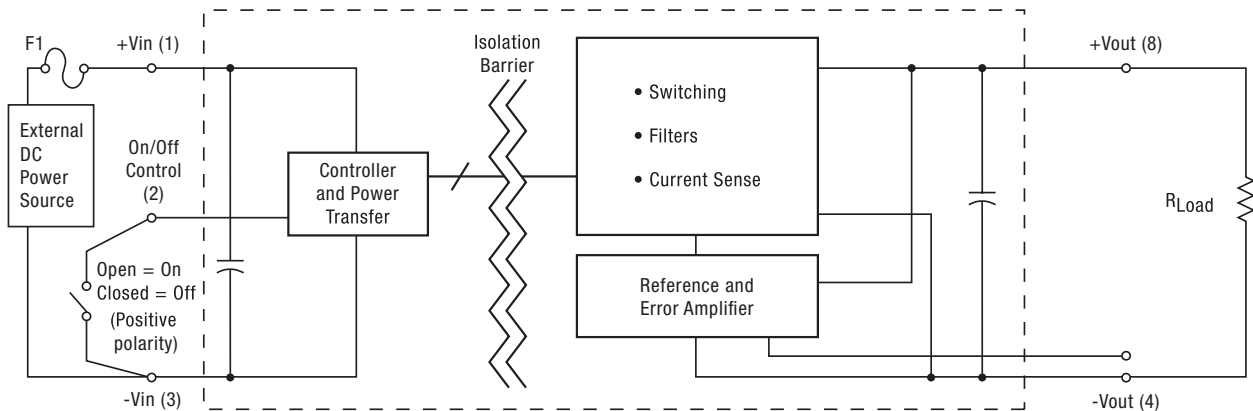 F1
+Vin (1)
Isolation
Barrier
+Vout (8)
External
DC
Power
Source
On/Off
Control
(2)
Controller
and Power
Transfer
• Switching
• Filters
• Current Sense
RLoad
Open = On
Closed = Off
(Positive
polarity)
Reference and
Error Amplifier
-Vin (3)
-Vout (4)